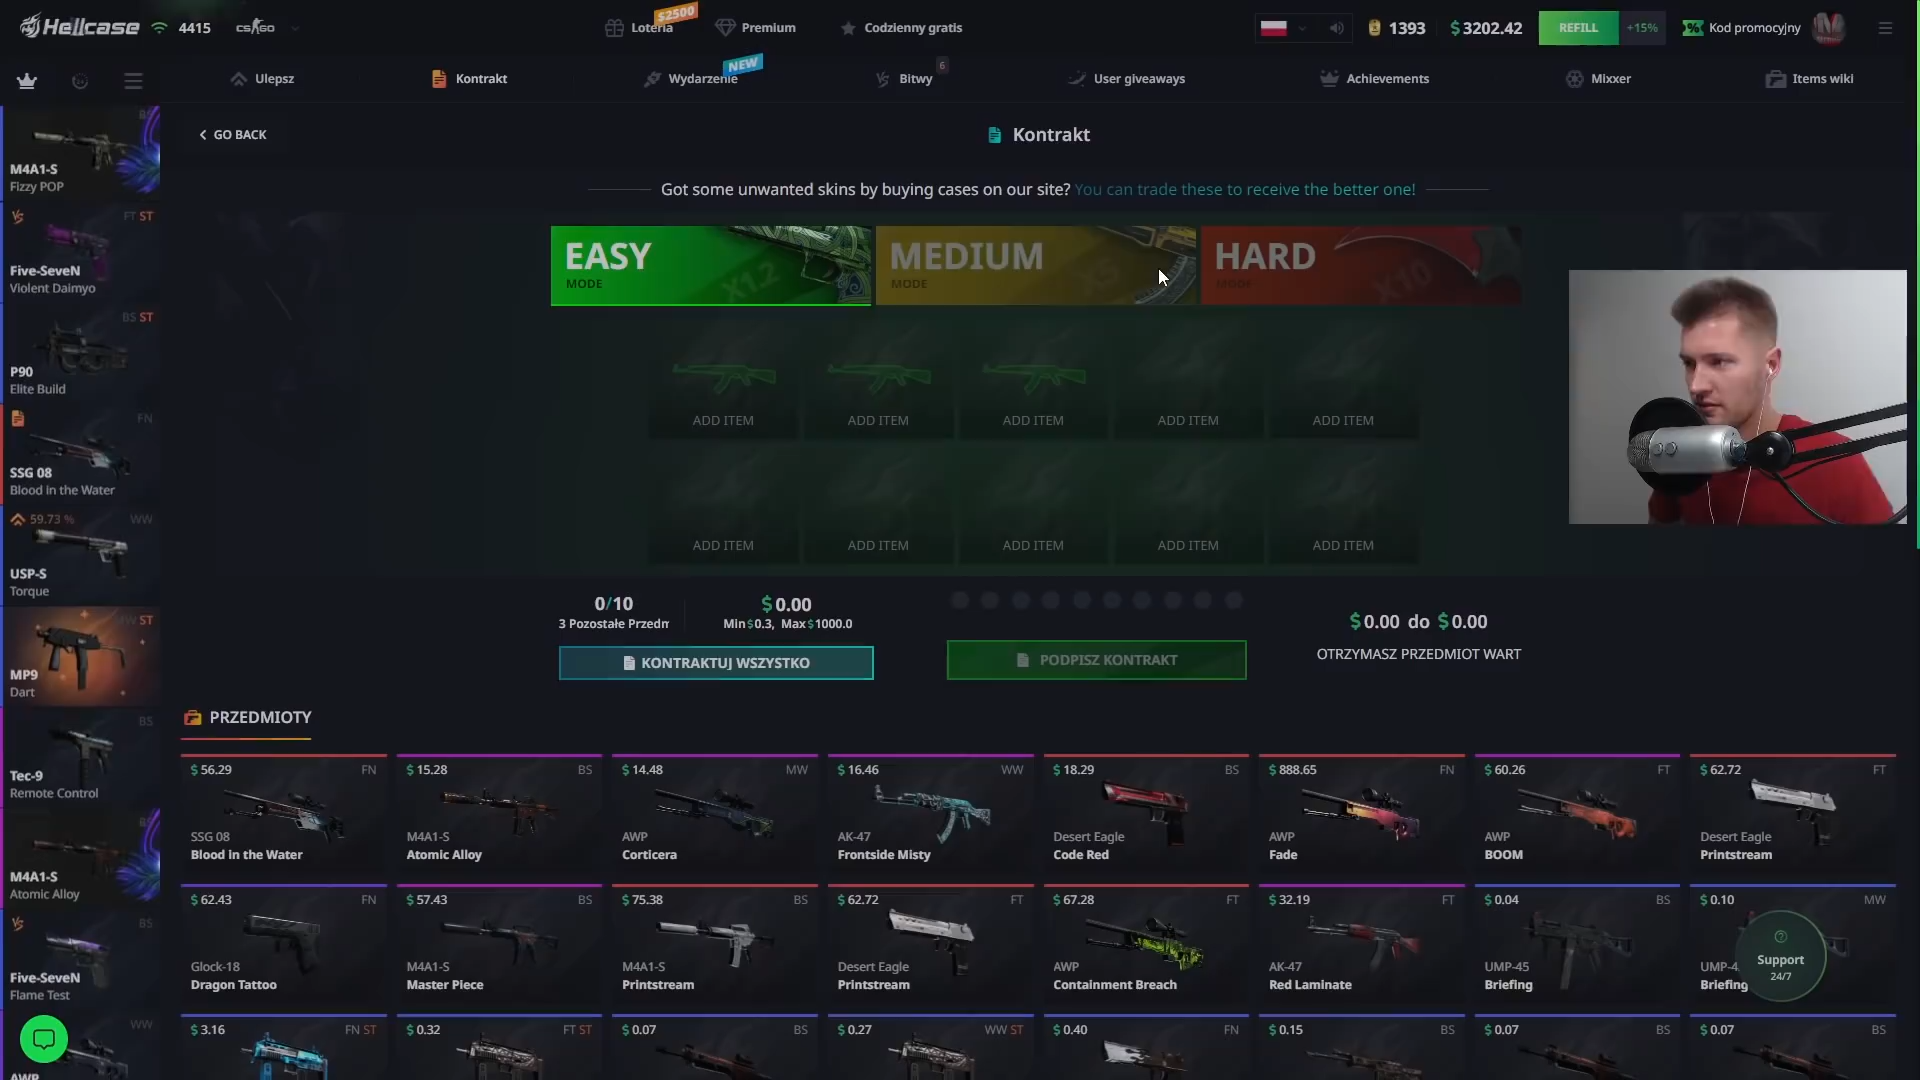 Hellcase 4415 CS:GO
Loteria $2500 Premium Codzienny gratis
1393 $3202.42 REFILL +15% Kod promocyjny
Ulepsz Kontrakt Wydarzenie NEW Bitwy 6 User giveaways Achievements Mixxer Items wiki
GO BACK
Kontrakt
Got some unwanted skins by buying cases on our site? You can trade these to receive the better one!
EASY
MODE
X1.2
MEDIUM
MODE
X5
HARD
MODE
X10
ADD ITEM ADD ITEM ADD ITEM ADD ITEM ADD ITEM
ADD ITEM ADD ITEM ADD ITEM ADD ITEM ADD ITEM
0/10
3 Pozostałe Przedm
$0.00
Min $0.3, Max $1000.0
KONTRAKTUJ WSZYSTKO
PODPISZ KONTRAKT
$0.00 do $0.00
OTRZYMASZ PRZEDMIOT WART
BS
M4A1-S
Fizzy POP
FT ST
Five-SeveN
Violent Daimyo
BS ST
P90
Elite Build
FN
SSG 08
Blood in the Water
59.73 % WW
USP-S
Torque
MW ST
MP9
Dart
BS
Tec-9
Remote Control
M4A1-S
Atomic Alloy
BS
Five-SeveN
Flame Test
WW
AWP
PRZEDMIOTY
$56.29 FN
SSG 08
Blood in the Water
$15.28 BS
M4A1-S
Atomic Alloy
$14.48 MW
AWP
Corticera
$16.46 WW
AK-47
Frontside Misty
$18.29 BS
Desert Eagle
Code Red
$888.65 FN
AWP
Fade
$60.26 FT
AWP
BOOM
$62.72 FT
Desert Eagle
Printstream
$62.43 FN
Glock-18
Dragon Tattoo
$57.43 BS
M4A1-S
Master Piece
$75.38 BS
M4A1-S
Printstream
$62.72 FT
Desert Eagle
Printstream
$67.28 FT
AWP
Containment Breach
$32.19 FT
AK-47
Red Laminate
$0.04 BS
UMP-45
Briefing
$0.10 MW
UMP-4
Briefing
$3.16 FN ST
$0.32 FT ST
$0.07 BS
$0.27 WW ST
$0.40 FN
$0.15 BS
$0.07 BS
$0.07 BS
Support
24/7